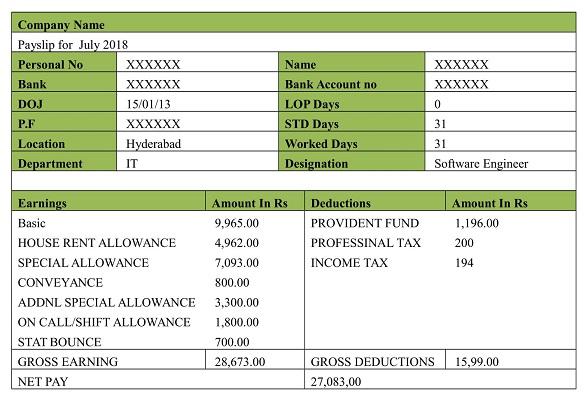 Company Name
Payslip for July 2018
Personal No XXXXXX Name XXXXXX
Bank XXXXXX Bank Account no XXXXXX
DOJ 15/01/13 LOP Days 0
P.F XXXXXX STD Days 31
Location Hyderabad Worked Days 31
Department IT Designation Software Engineer
Earnings Amount In Rs Deductions Amount In Rs
Basic 9,965.00 PROVIDENT FUND 1,196.00
HOUSE RENT ALLOWANCE 4,962.00 PROFESSINAL TAX 200
SPECIAL ALLOWANCE 7,093.00 INCOME TAX 194
CONVEYANCE 800.00
ADDNL SPECIAL ALLOWANCE 3,300.00
ON CALL/SHIFT ALLOWANCE 1,800.00
STAT BOUNCE 700.00
GROSS EARNING 28,673.00 GROSS DEDUCTIONS 15,99.00
NET PAY 27,083,00